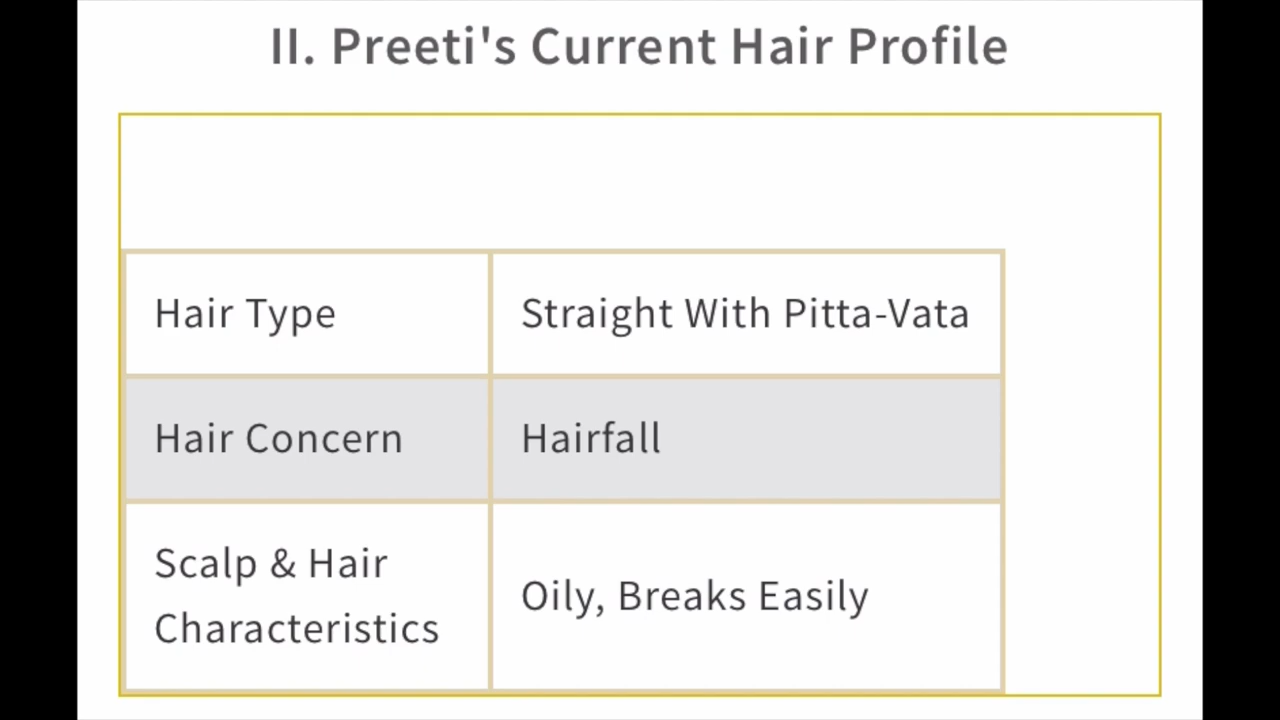 II. Preeti's Current Hair Profile
Hair Type
Straight With Pitta-Vata
Hair Concern
Hairfall
Scalp & Hair
Characteristics
Oily, Breaks Easily